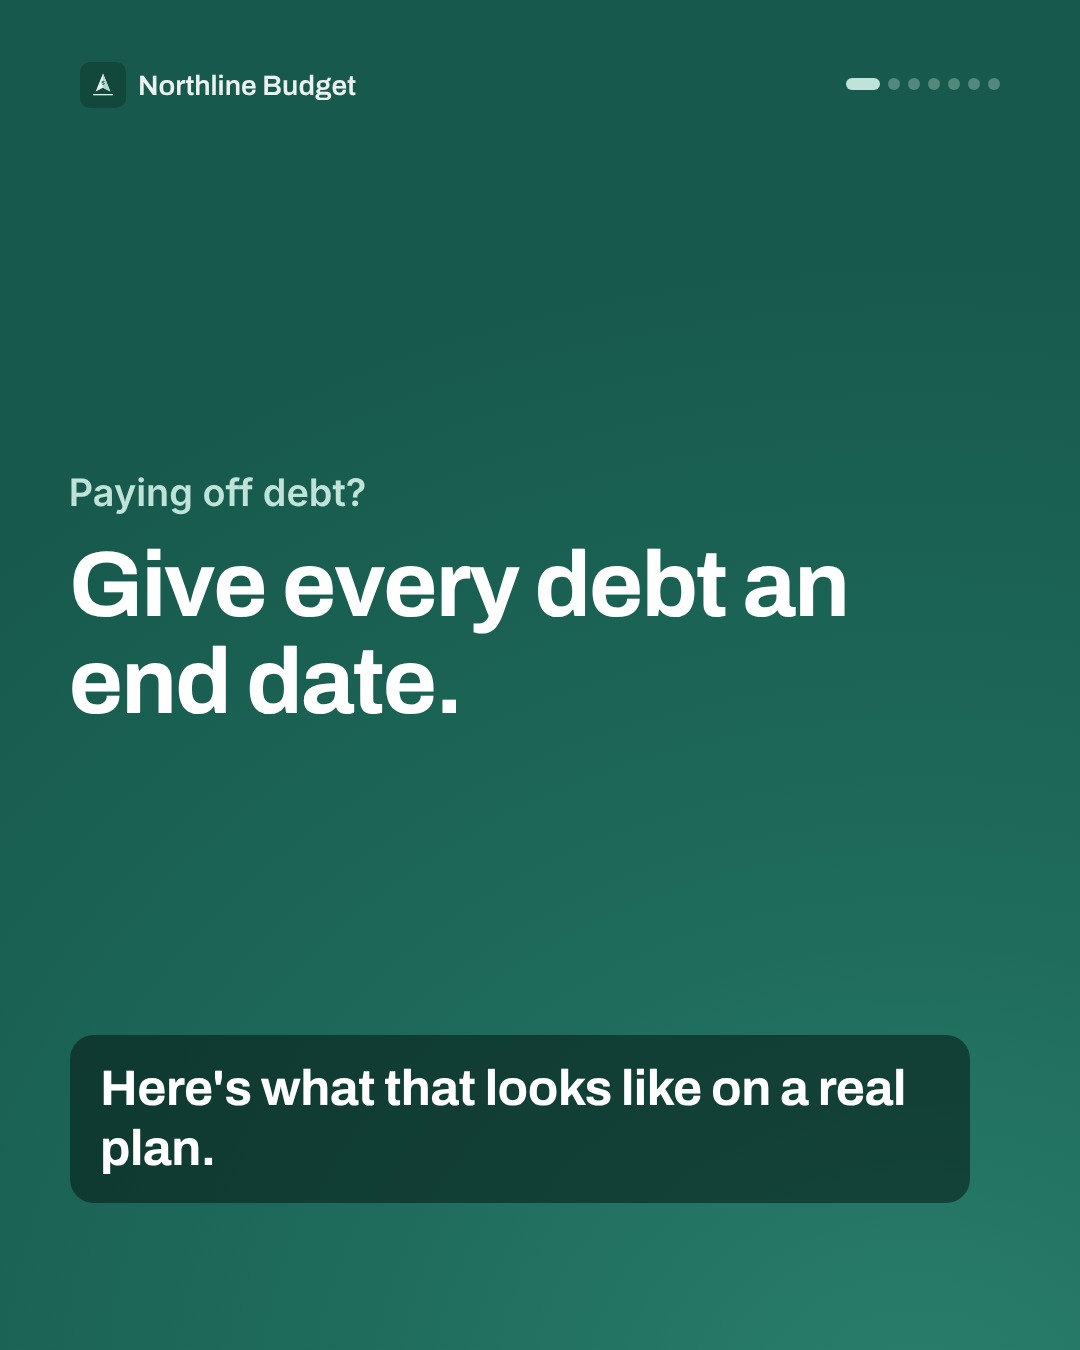 Northline Budget
Paying off debt?
Give every debt an
end date.
Here's what that looks like on a real
plan.